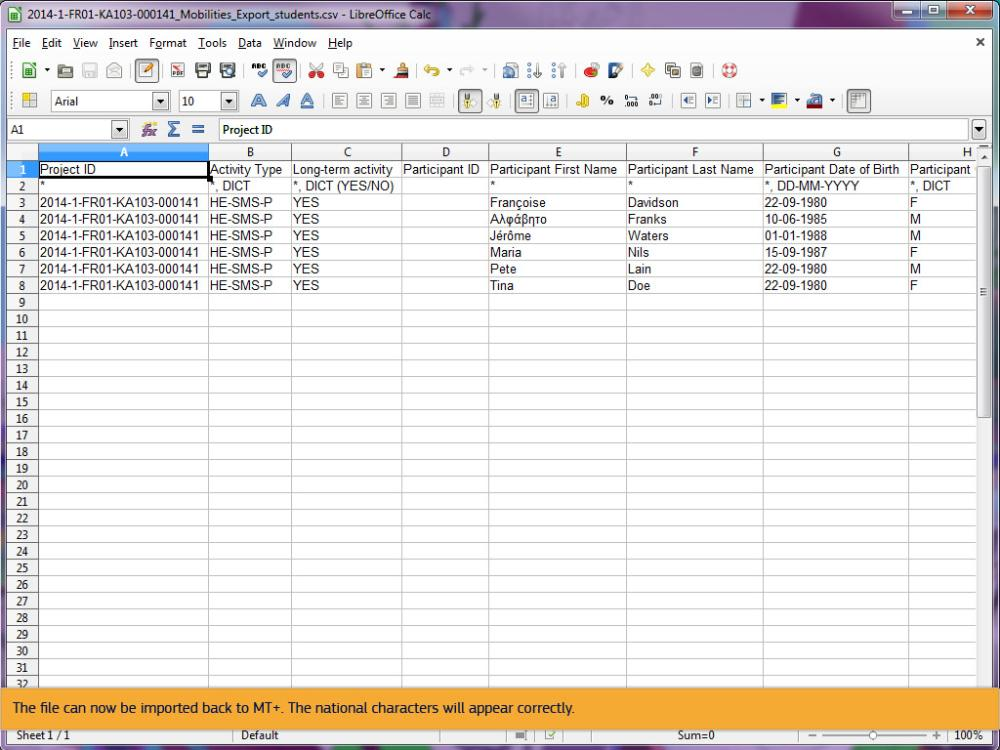 2014-1-FR01-KA103-000141_Mobilities_Export_students.csv - LibreOffice Calc
File Edit View Insert Format Tools Data Window Help
Arial 10
A1 Project ID
A B C D E F G H
1 Project ID Activity Type Long-term activity Participant ID Participant First Name Participant Last Name Participant Date of Birth Participant
2 * *, DICT *, DICT (YES/NO) * * *, DD-MM-YYYY *, DICT
3 2014-1-FR01-KA103-000141 HE-SMS-P YES Françoise Davidson 22-09-1980 F
4 2014-1-FR01-KA103-000141 HE-SMS-P YES Αλφάβητο Franks 10-06-1985 M
5 2014-1-FR01-KA103-000141 HE-SMS-P YES Jérôme Waters 01-01-1988 M
6 2014-1-FR01-KA103-000141 HE-SMS-P YES Maria Nils 15-09-1987 F
7 2014-1-FR01-KA103-000141 HE-SMS-P YES Pete Lain 22-09-1980 M
8 2014-1-FR01-KA103-000141 HE-SMS-P YES Tina Doe 22-09-1980 F
9
10
11
12
13
14
15
16
17
18
19
20
21
22
23
24
25
26
27
28
29
30
31
32
The file can now be imported back to MT+. The national characters will appear correctly.
Sheet 1 / 1 Default Sum=0 100%